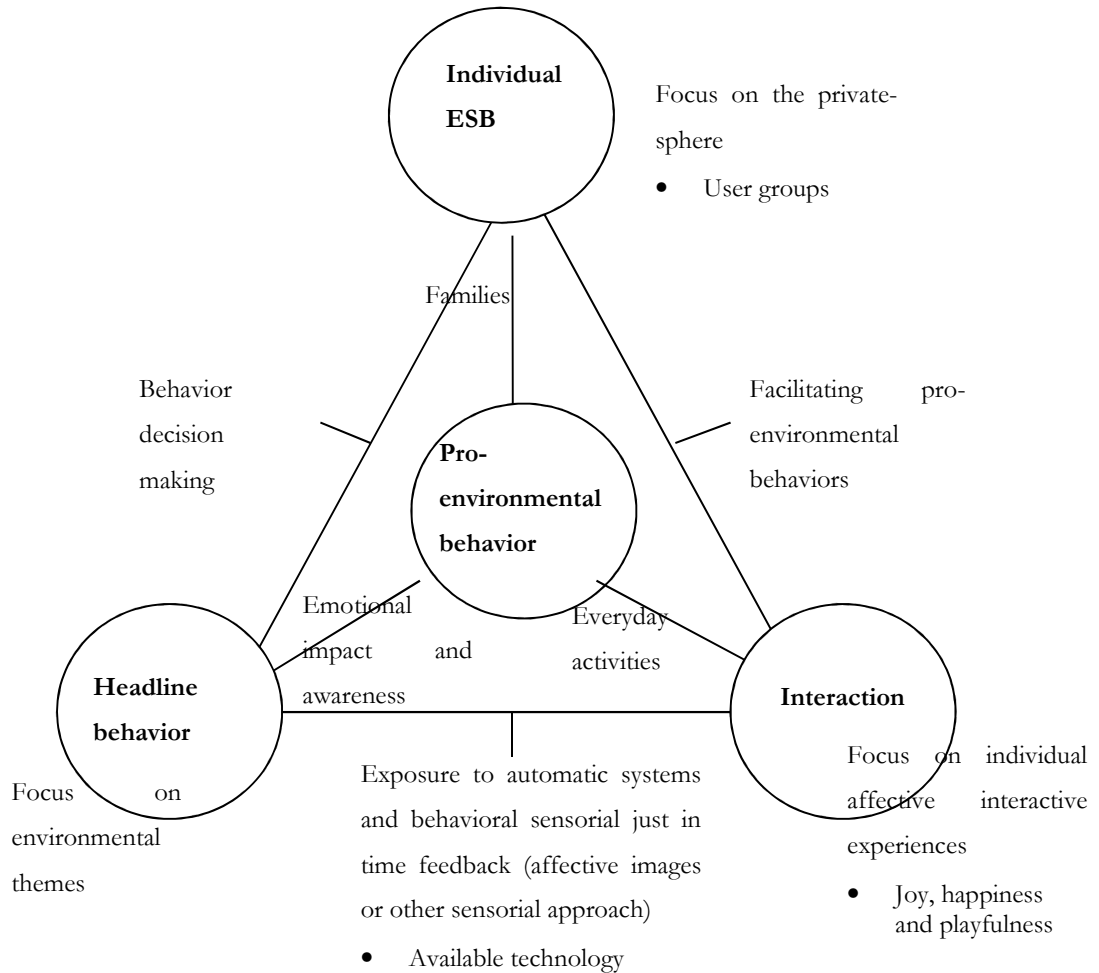 Individual
ESB
Focus on the private-
sphere
• User groups
Families
Behavior
decision
making
Facilitating pro-
environmental
behaviors
Pro-
environmental
behavior
Emotional
impact and
awareness
Everyday
activities
Headline
behavior
Interaction
Focus on
environmental
themes
Exposure to automatic systems
and behavioral sensorial just in
time feedback (affective images
or other sensorial approach)
• Available technology
Focus on individual
affective interactive
experiences
• Joy, happiness
and playfulness